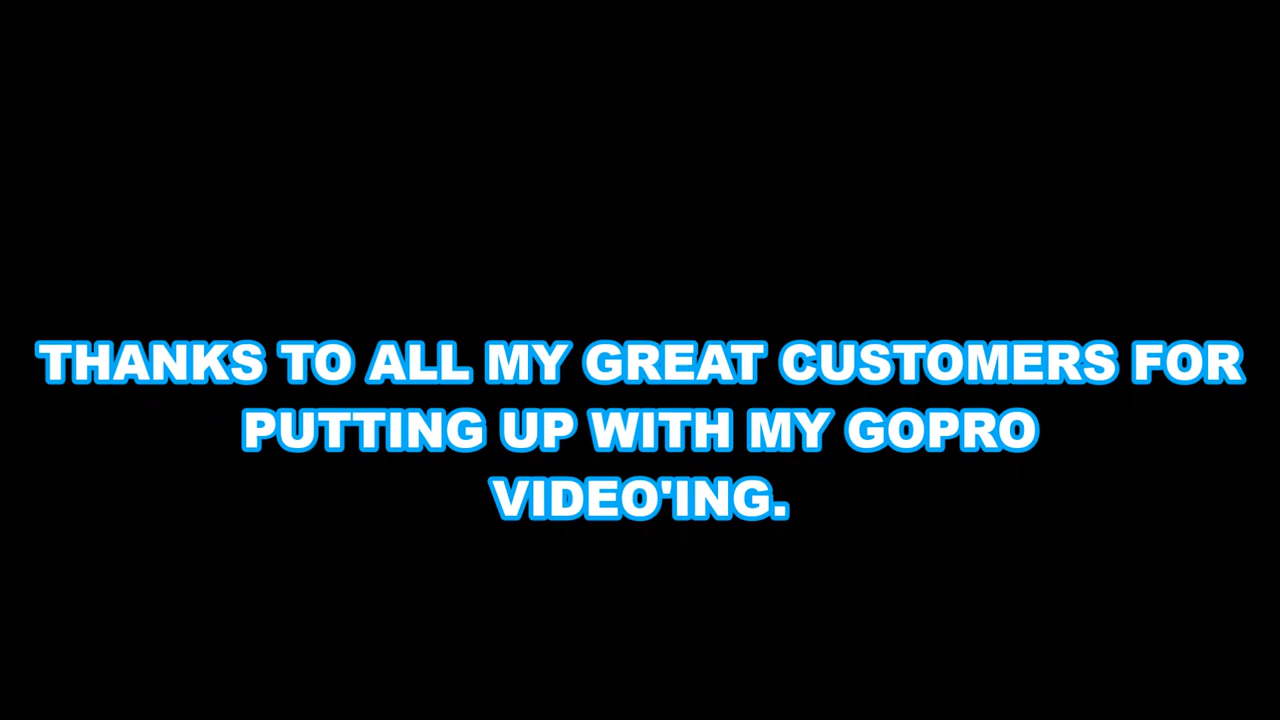 THANKS TO ALL MY GREAT CUSTOMERS FOR
PUTTING UP WITH MY GOPRO
VIDEO'ING.